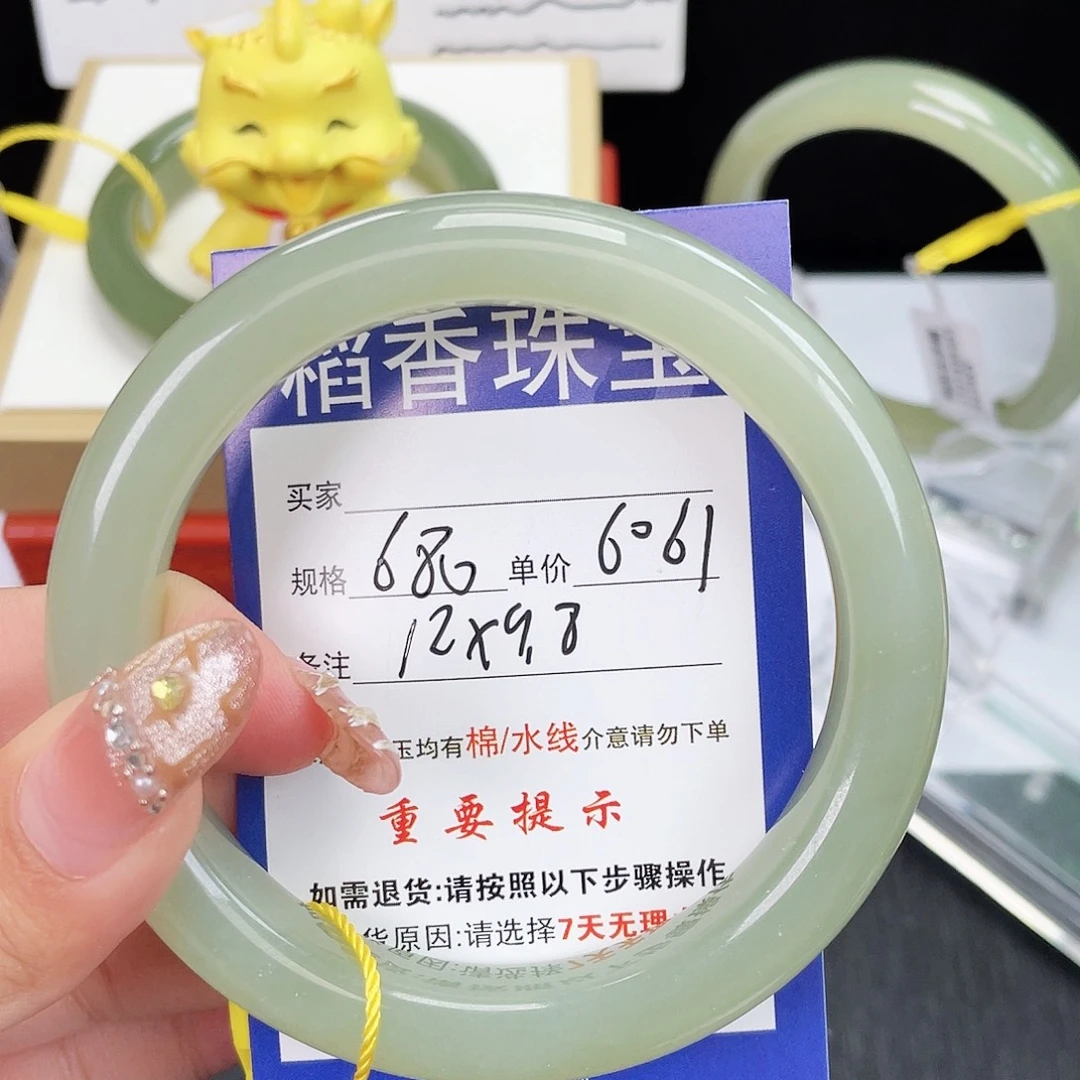 稻香珠宝
买家
规格 68G 单价 6061
备注 12x9.8
玉均有棉/水线介意请勿下单
重要提示
如需退货:请按照以下步骤操作
货原因:请选择7天无理